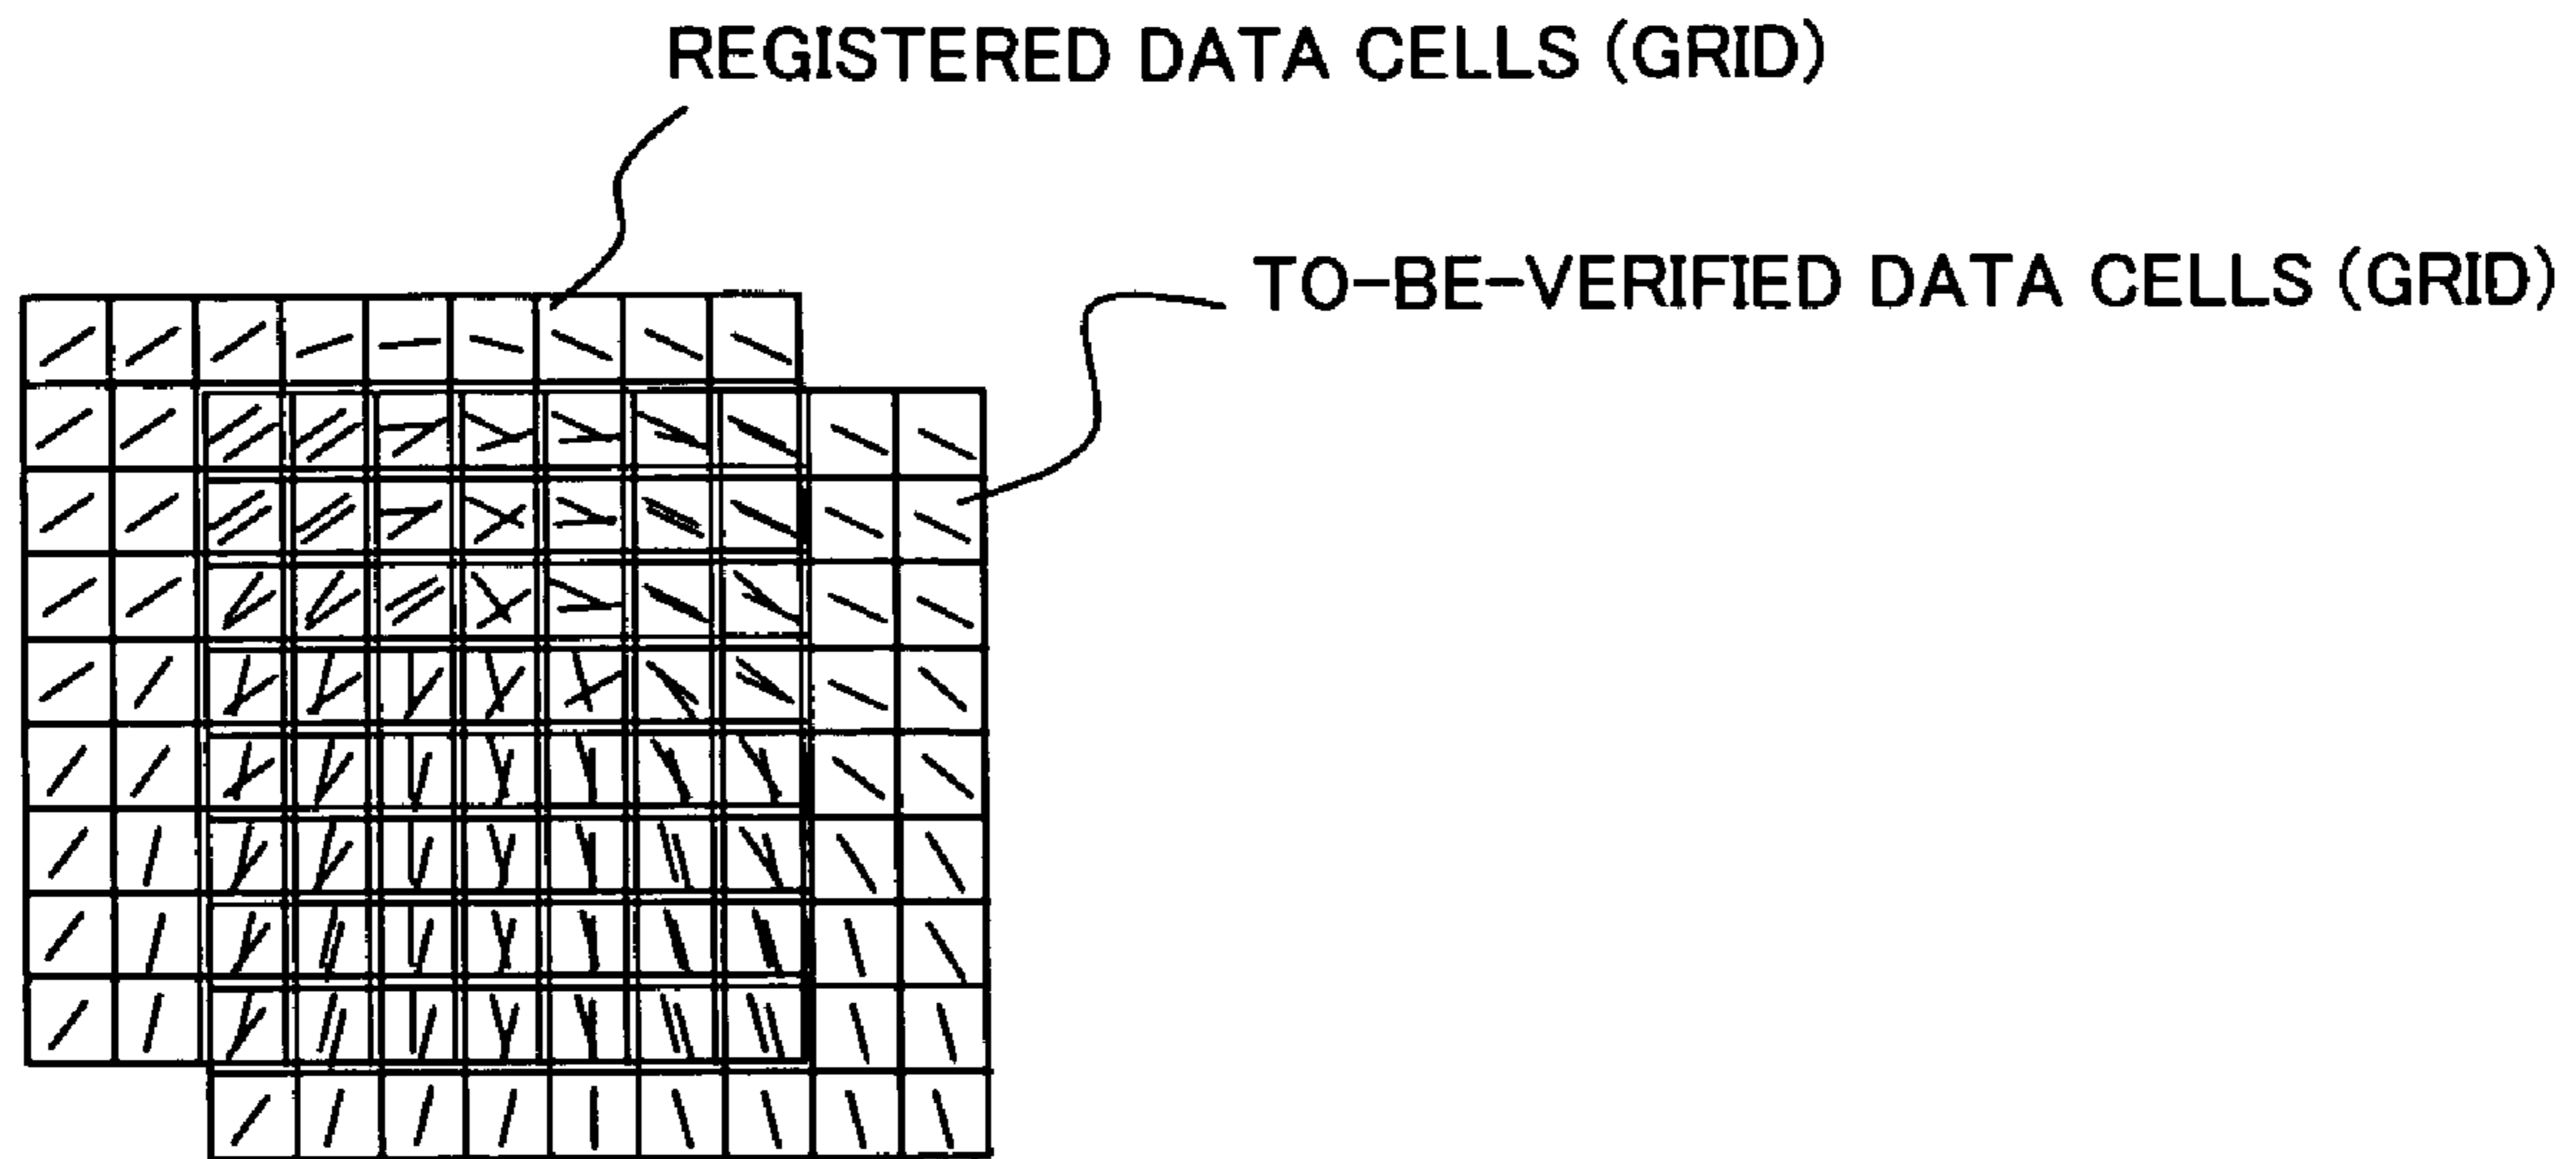 REGISTERED DATA CELLS (GRID)
TO-BE-VERIFIED DATA CELLS (GRID)